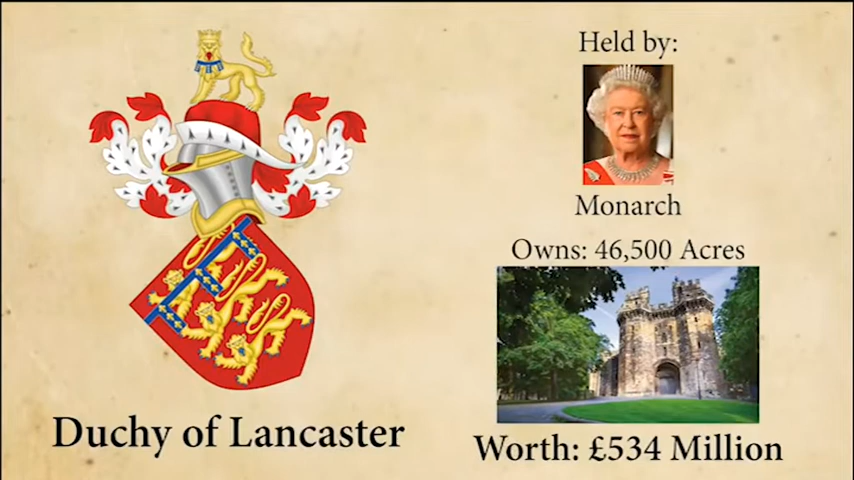 Held by:
Monarch
Owns: 46,500 Acres
Duchy of Lancaster
Worth: £534 Million